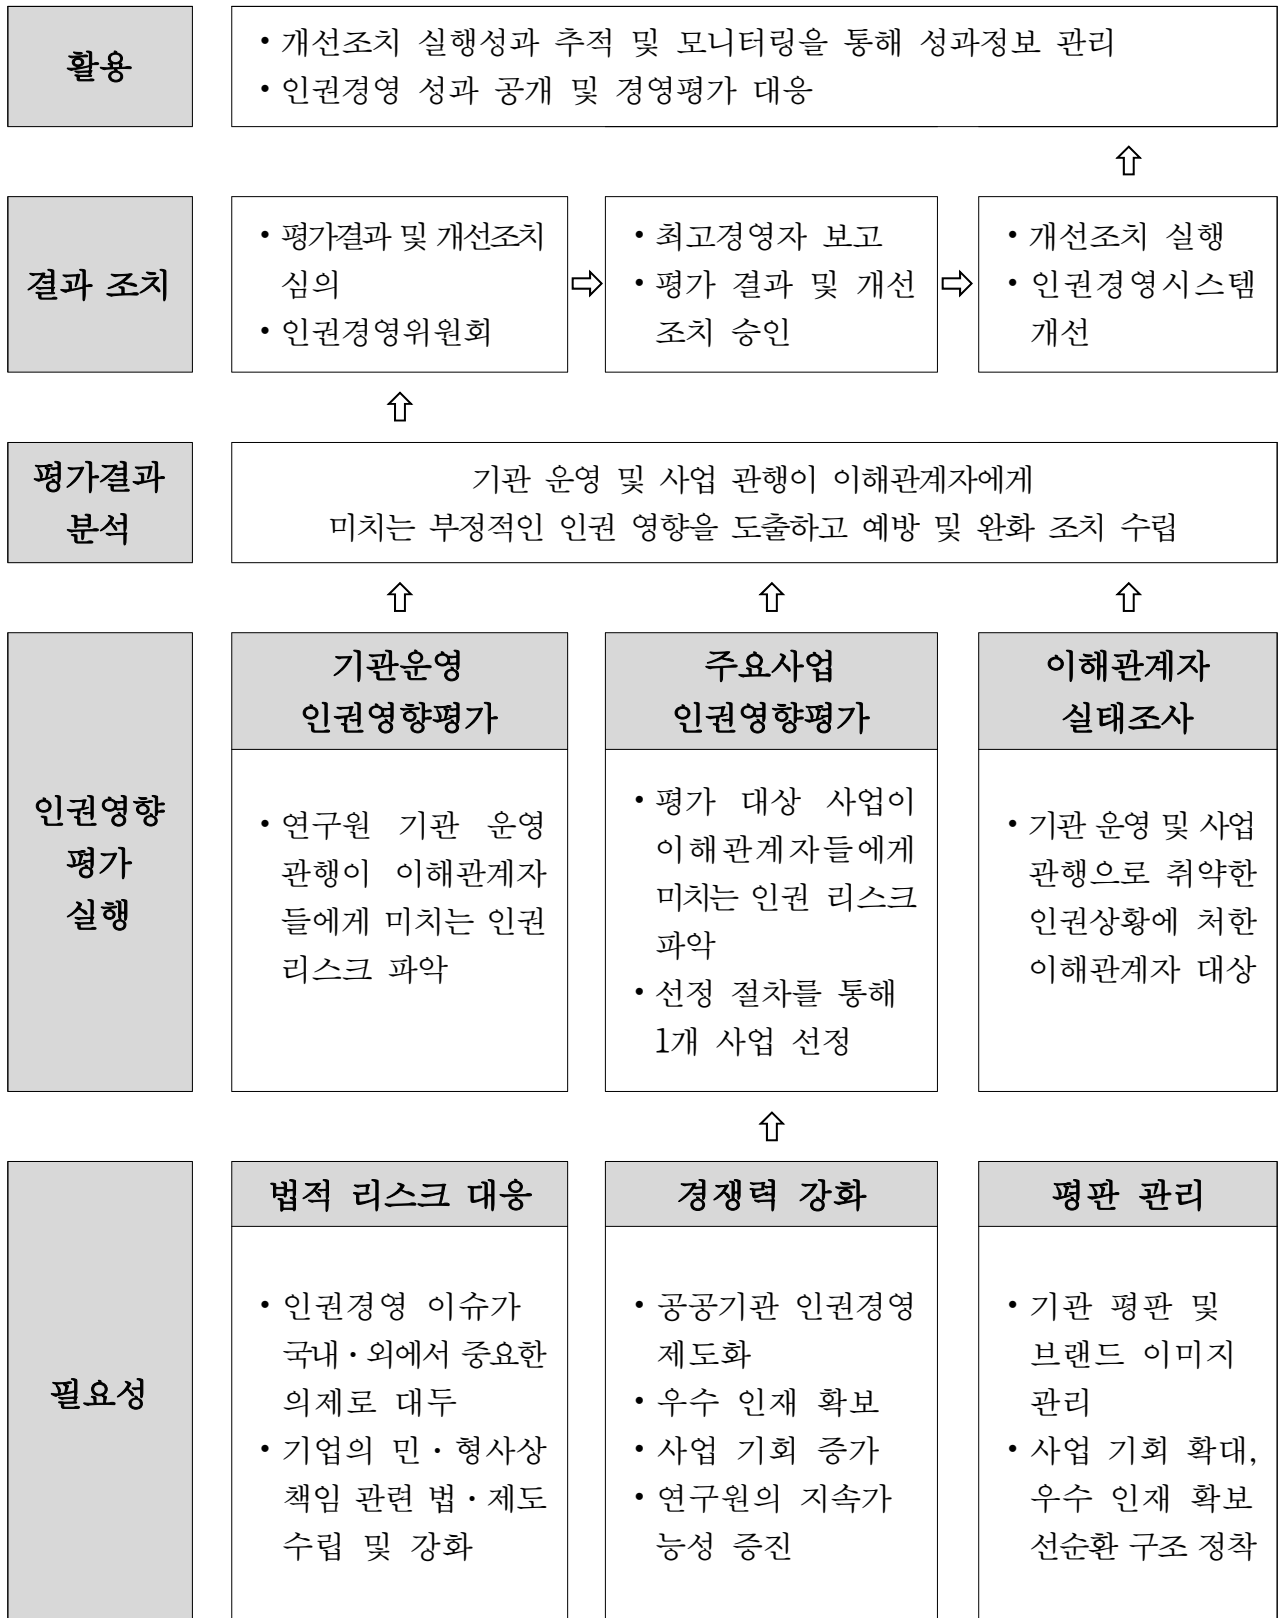 활용
• 개선조치 실행성과 추적 및 모니터링을 통해 성과정보 관리
• 인권경영 성과 공개 및 경영평가 대응
⇧
결과 조치
• 평가결과 및 개선조치
심의
• 인권경영위원회
⇨
• 최고경영자 보고
• 평가 결과 및 개선
조치 승인
⇨
• 개선조치 실행
• 인권경영시스템
개선
⇧
평가결과
분석
기관 운영 및 사업 관행이 이해관계자에게
미치는 부정적인 인권 영향을 도출하고 예방 및 완화 조치 수립
⇧
⇧
⇧
인권영향
평가
실행
기관운영
인권영향평가
• 연구원 기관 운영
관행이 이해관계자
들에게 미치는 인권
리스크 파악
주요사업
인권영향평가
• 평가 대상 사업이
이해관계자들에게
미치는 인권 리스크
파악
• 선정 절차를 통해
1개 사업 선정
이해관계자
실태조사
• 기관 운영 및 사업
관행으로 취약한
인권상황에 처한
이해관계자 대상
⇧
필요성
법적 리스크 대응
• 인권경영 이슈가
국내·외에서 중요한
의제로 대두
• 기업의 민·형사상
책임 관련 법·제도
수립 및 강화
경쟁력 강화
• 공공기관 인권경영
제도화
• 우수 인재 확보
• 사업 기회 증가
• 연구원의 지속가
능성 증진
평판 관리
• 기관 평판 및
브랜드 이미지
관리
• 사업 기회 확대,
우수 인재 확보
선순환 구조 정착